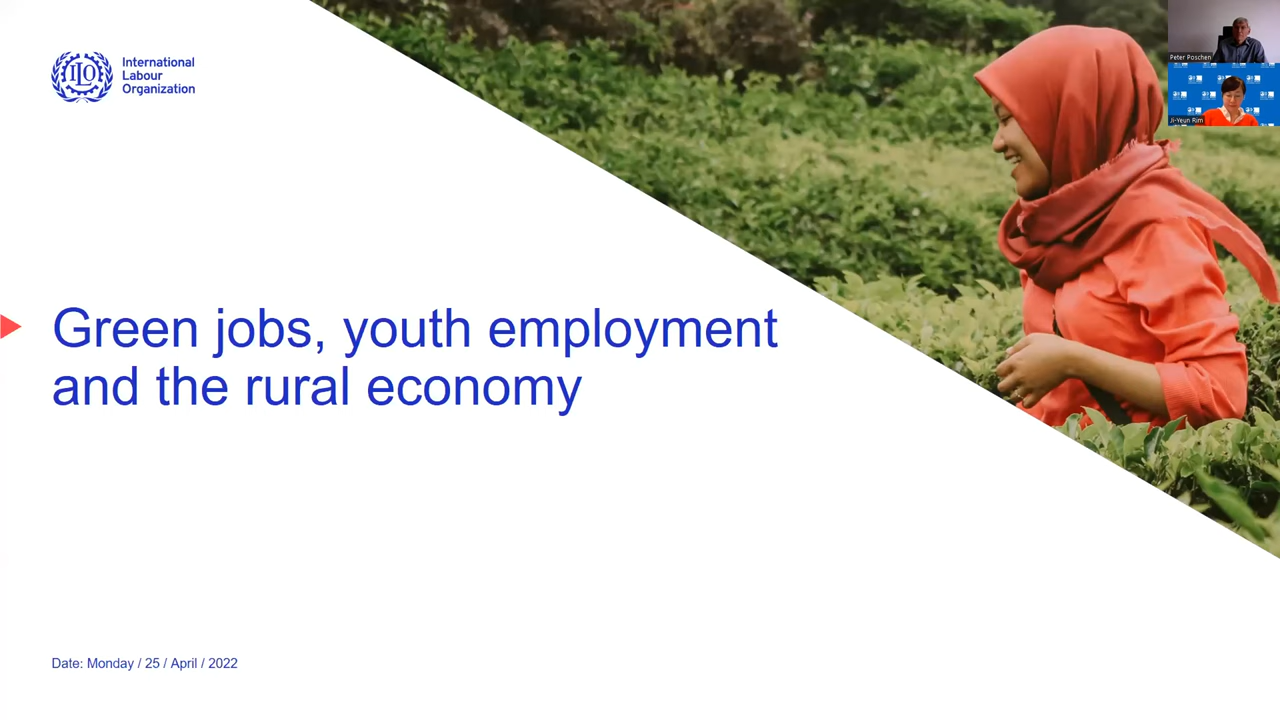 International
Labour
Organization
ILO
Peter Poschen
Ji-Yeun Rim
Green jobs, youth employment
and the rural economy
Date: Monday / 25 / April / 2022